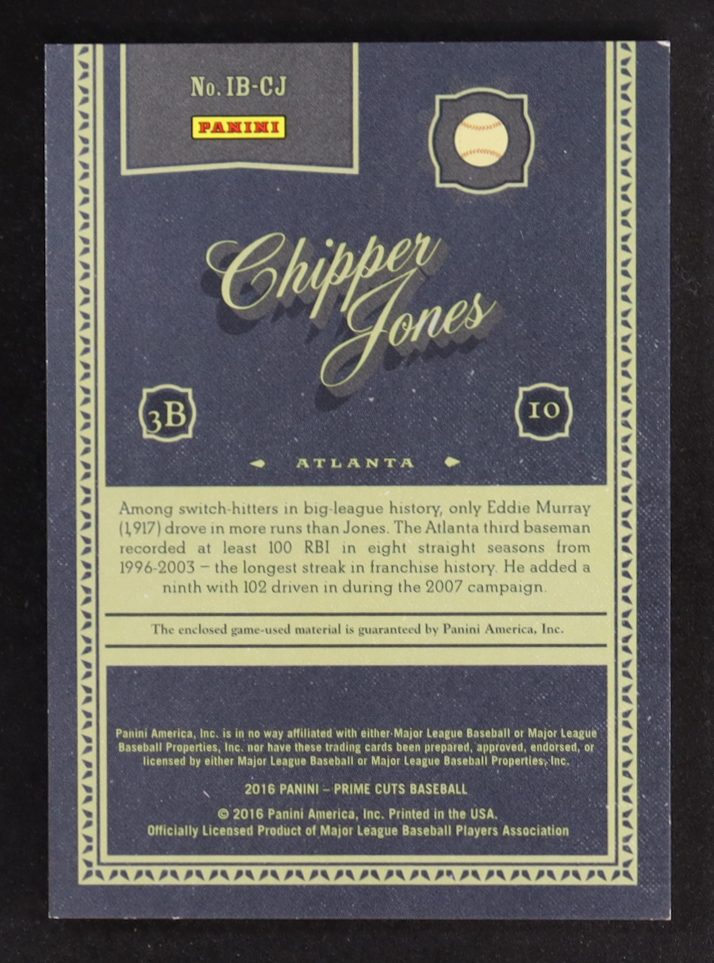 No. IB-CJ
PANINI
Chipper
Jones
3B
10
ATLANTA
Among switch-hitters in big-league history, only Eddie Murray
(1,917) drove in more runs than Jones. The Atlanta third baseman
recorded at least 100 RBI in eight straight seasons from
1996-2003 – the longest streak in franchise history. He added a
ninth with 102 driven in during the 2007 campaign.
The enclosed game-used material is guaranteed by Panini America, Inc.
Panini America, Inc. is in no way affiliated with either Major League Baseball or Major League
Baseball Properties, Inc. nor have these trading cards been prepared, approved, endorsed, or
licensed by either Major League Baseball or Major League Baseball Properties, Inc.
2016 PANINI – PRIME CUTS BASEBALL
© 2016 Panini America, Inc. Printed in the USA.
Officially Licensed Product of Major League Baseball Players Association